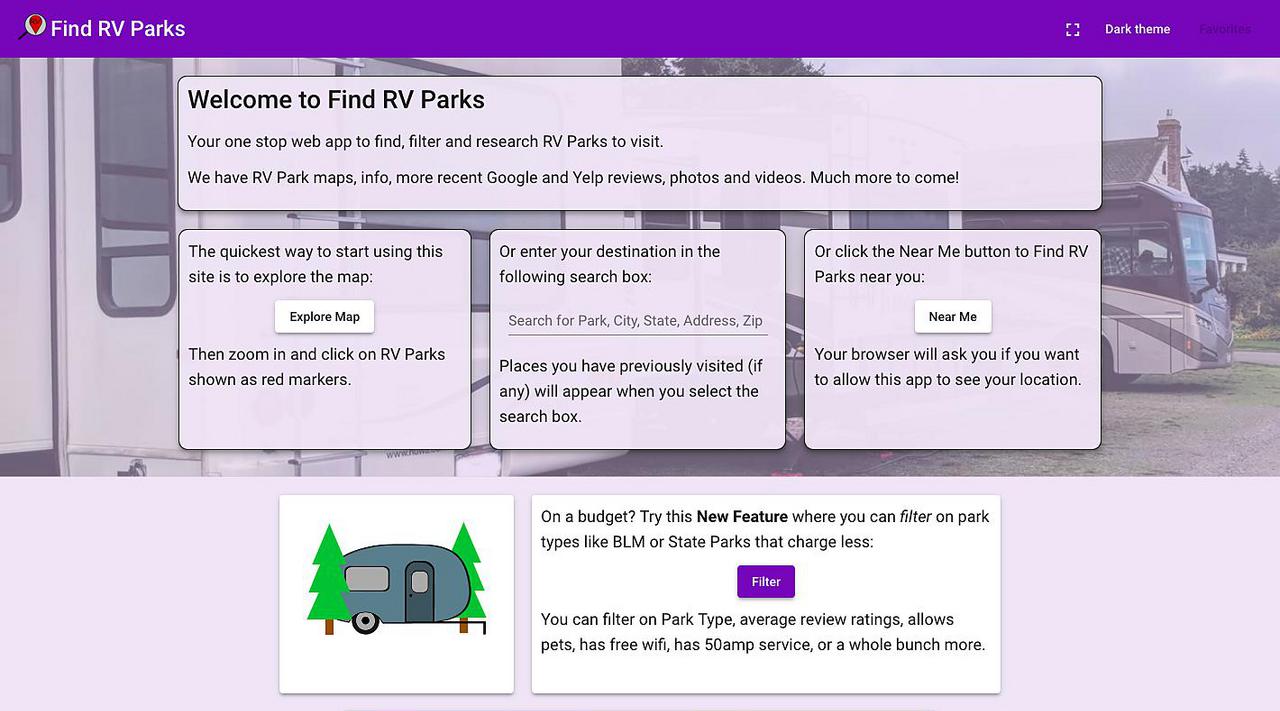 Find RV Parks
Dark theme
Favorites
Welcome to Find RV Parks
Your one stop web app to find, filter and research RV Parks to visit.
We have RV Park maps, info, more recent Google and Yelp reviews, photos and videos. Much more to come!
The quickest way to start using this
site is to explore the map:
Explore Map
Then zoom in and click on RV Parks
shown as red markers.
Or enter your destination in the
following search box:
Search for Park, City, State, Address, Zip
Places you have previously visited (if
any) will appear when you select the
search box.
Or click the Near Me button to Find RV
Parks near you:
Near Me
Your browser will ask you if you want
to allow this app to see your location.
On a budget? Try this New Feature where you can filter on park
types like BLM or State Parks that charge less:
Filter
You can filter on Park Type, average review ratings, allows
pets, has free wifi, has 50amp service, or a whole bunch more.